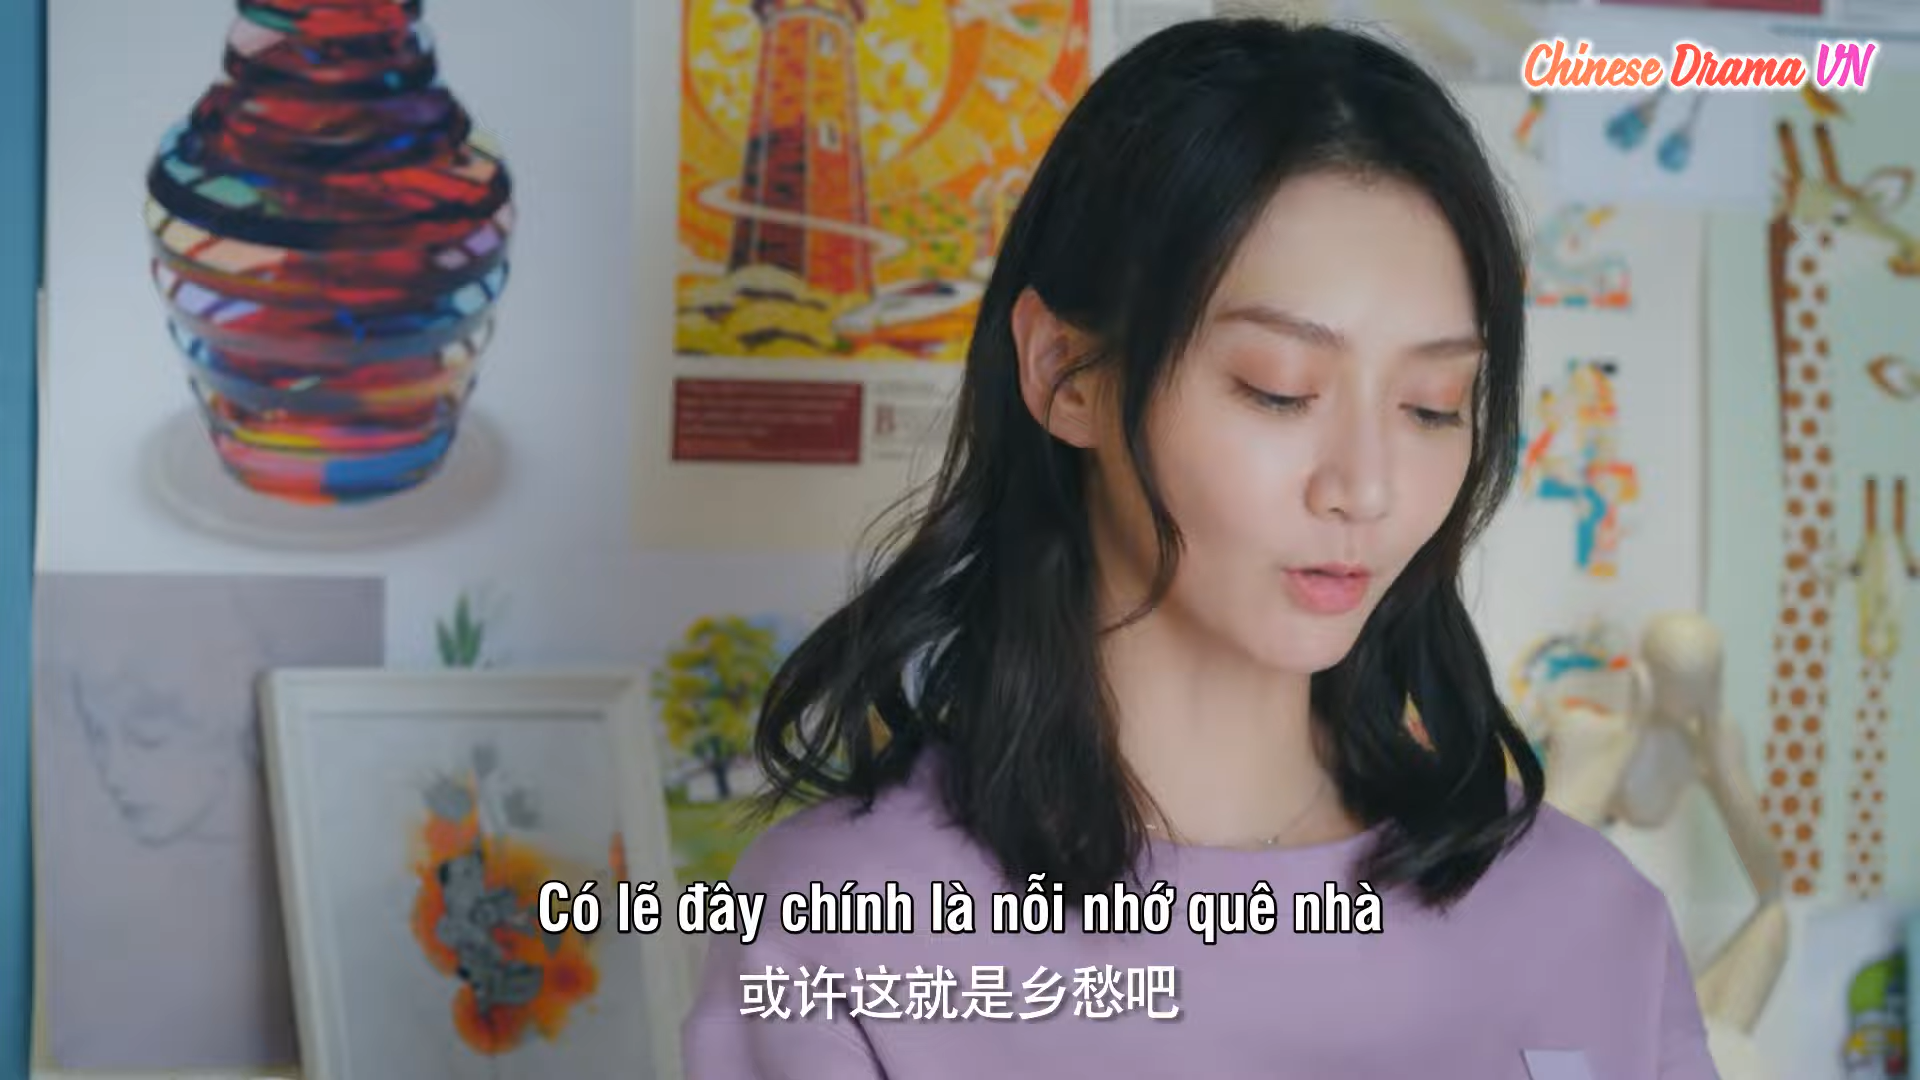 Chinese Drama VN
Có lẽ đây chính là nỗi nhớ quê nhà
或许这就是乡愁吧